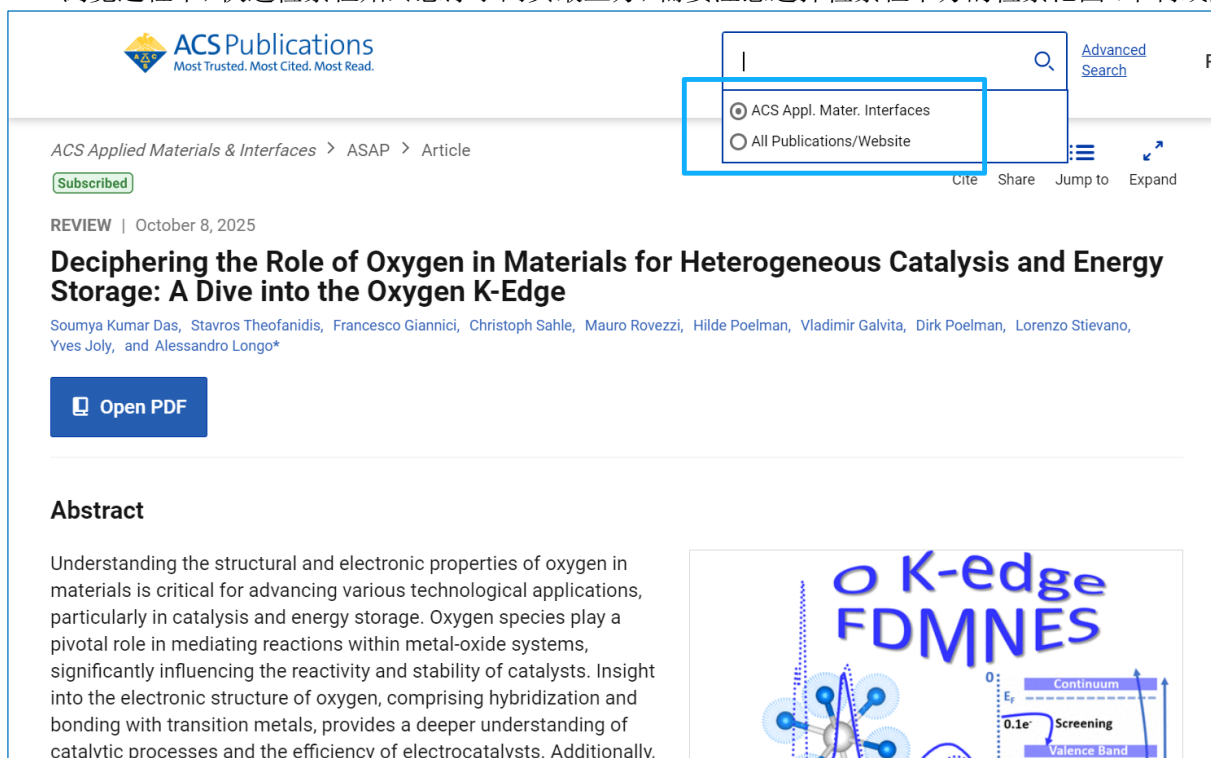 ACS Publications
Most Trusted. Most Cited. Most Read.
Advanced
Search
ACS Appl. Mater. Interfaces
All Publications/Website
ACS Applied Materials & Interfaces > ASAP > Article
Subscribed
Cite Share Jump to Expand
REVIEW | October 8, 2025
Deciphering the Role of Oxygen in Materials for Heterogeneous Catalysis and Energy
Storage: A Dive into the Oxygen K-Edge
Soumya Kumar Das, Stavros Theofanidis, Francesco Giannici, Christoph Sahle, Mauro Rovezzi, Hilde Poelman, Vladimir Galvita, Dirk Poelman, Lorenzo Stievano,
Yves Joly, and Alessandro Longo*
Open PDF
Abstract
Understanding the structural and electronic properties of oxygen in
materials is critical for advancing various technological applications,
particularly in catalysis and energy storage. Oxygen species play a
pivotal role in mediating reactions within metal-oxide systems,
significantly influencing the reactivity and stability of catalysts. Insight
into the electronic structure of oxygen, comprising hybridization and
bonding with transition metals, provides a deeper understanding of
catalytic processes and the efficiency of electrocatalysts. Additionally,
O K-edge
FDMNES
0
Continuum
EF
0.1e-
Screening
Valence Band